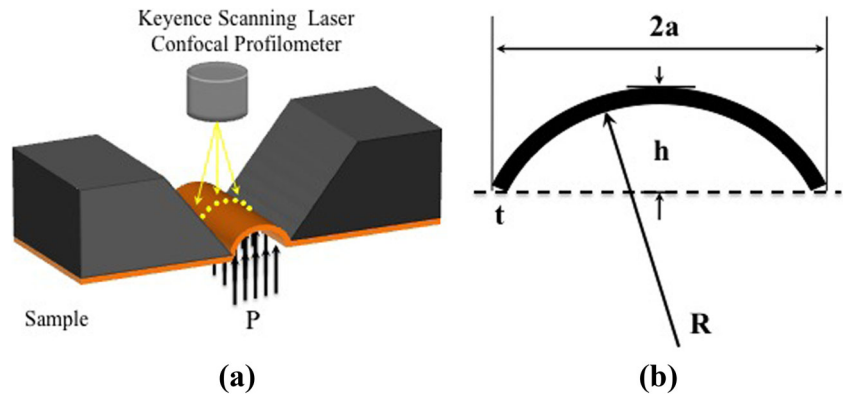 Keyence Scanning Laser
Confocal Profilometer
Sample
P
(a)
2a
h
t
R
(b)